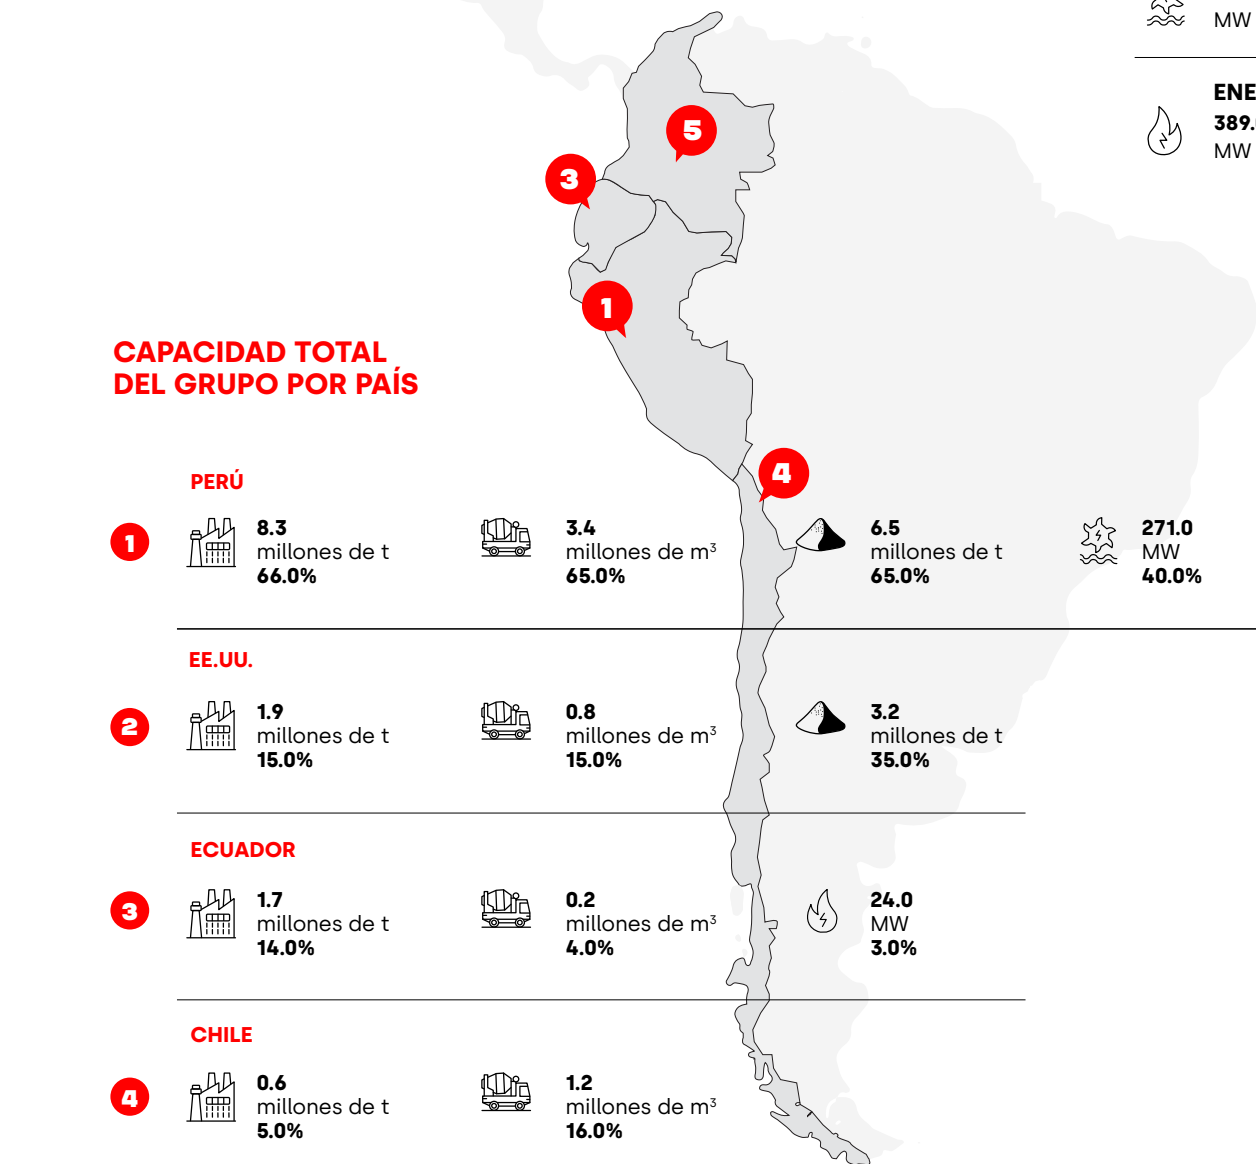 MW
ENE
389.
MW
5
3
1
CAPACIDAD TOTAL
DEL GRUPO POR PAÍS
4
PERÚ
1
8.3
millones de t
66.0%
3.4
millones de m³
65.0%
6.5
millones de t
65.0%
271.0
MW
40.0%
EE.UU.
2
1.9
millones de t
15.0%
0.8
millones de m³
15.0%
3.2
millones de t
35.0%
ECUADOR
3
1.7
millones de t
14.0%
0.2
millones de m³
4.0%
24.0
MW
3.0%
CHILE
4
0.6
millones de t
5.0%
1.2
millones de m³
16.0%